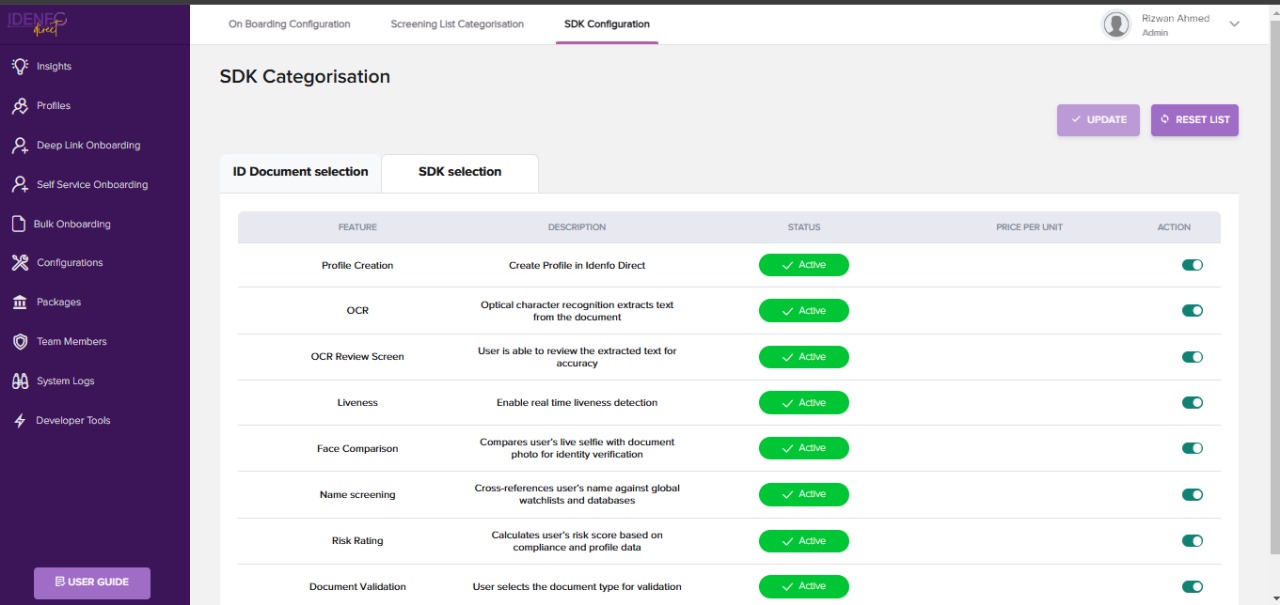 IDENFO
direct
On Boarding Configuration
Screening List Categorisation
SDK Configuration
Rizwan Ahmed
Admin
Insights
Profiles
Deep Link Onboarding
Self Service Onboarding
Bulk Onboarding
Configurations
Packages
Team Members
System Logs
Developer Tools
USER GUIDE
SDK Categorisation
UPDATE
RESET LIST
ID Document selection
SDK selection
FEATURE DESCRIPTION STATUS PRICE PER UNIT ACTION
Profile Creation Create Profile in Idenfo Direct Active
OCR Optical character recognition extracts text
from the document Active
OCR Review Screen User is able to review the extracted text for
accuracy Active
Liveness Enable real time liveness detection Active
Face Comparison Compares user's live selfie with document
photo for identity verification Active
Name screening Cross-references user's name against global
watchlists and databases Active
Risk Rating Calculates user's risk score based on
compliance and profile data Active
Document Validation User selects the document type for validation Active